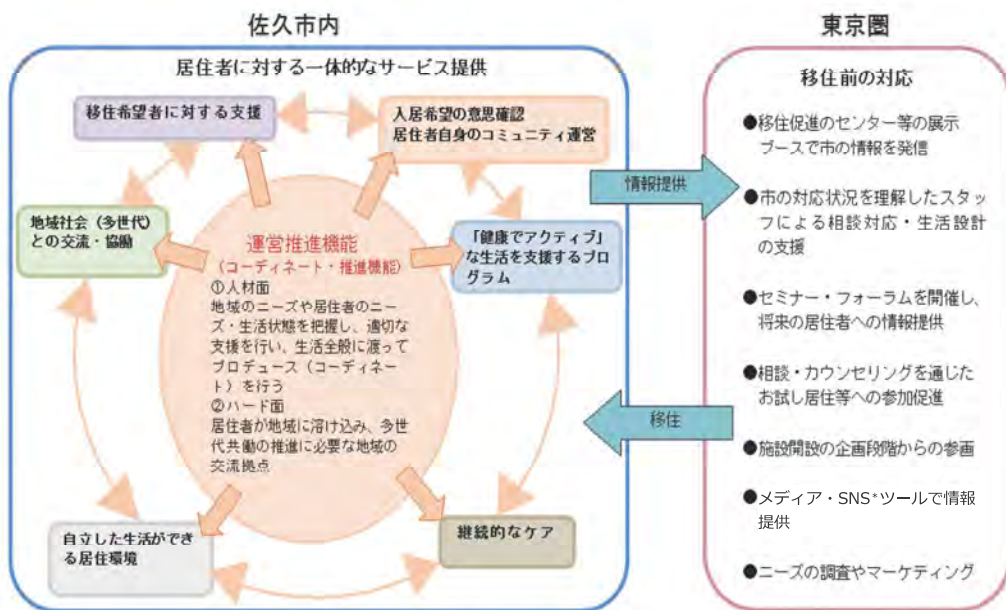 佐久市内
居住者に対する一体的なサービス提供
移住希望者に対する支援
入居希望の意思確認
居住者自身のコミュニティ運営
地域社会（多世代）
との交流・協働
「健康でアクティブ」
な生活を支援するプロ
グラム
運営推進機能
（コーディネート・推進機能）
①人材面
地域のニーズや居住者のニー
ズ・生活状態を把握し、適切な
支援を行い、生活全般に渡って
プロデュース（コーディネー
ト）を行う
②ハード面
居住者が地域に溶け込み、多世
代共働の推進に必要な地域の
交流拠点
自立した生活ができ
る居住環境
継続的なケア
情報提供
移住
東京圏
移住前の対応
●移住促進のセンター等の展示
ブースで市の情報を発信
●市の対応状況を理解したスタッ
フによる相談対応・生活設計
の支援
●セミナー・フォーラムを開催し、
将来の居住者への情報提供
●相談・カウンセリングを通じた
お試し居住等への参加促進
●施設開設の企画段階からの参画
●メディア・SNS*ツールで情報
提供
●ニーズの調査やマーケティング